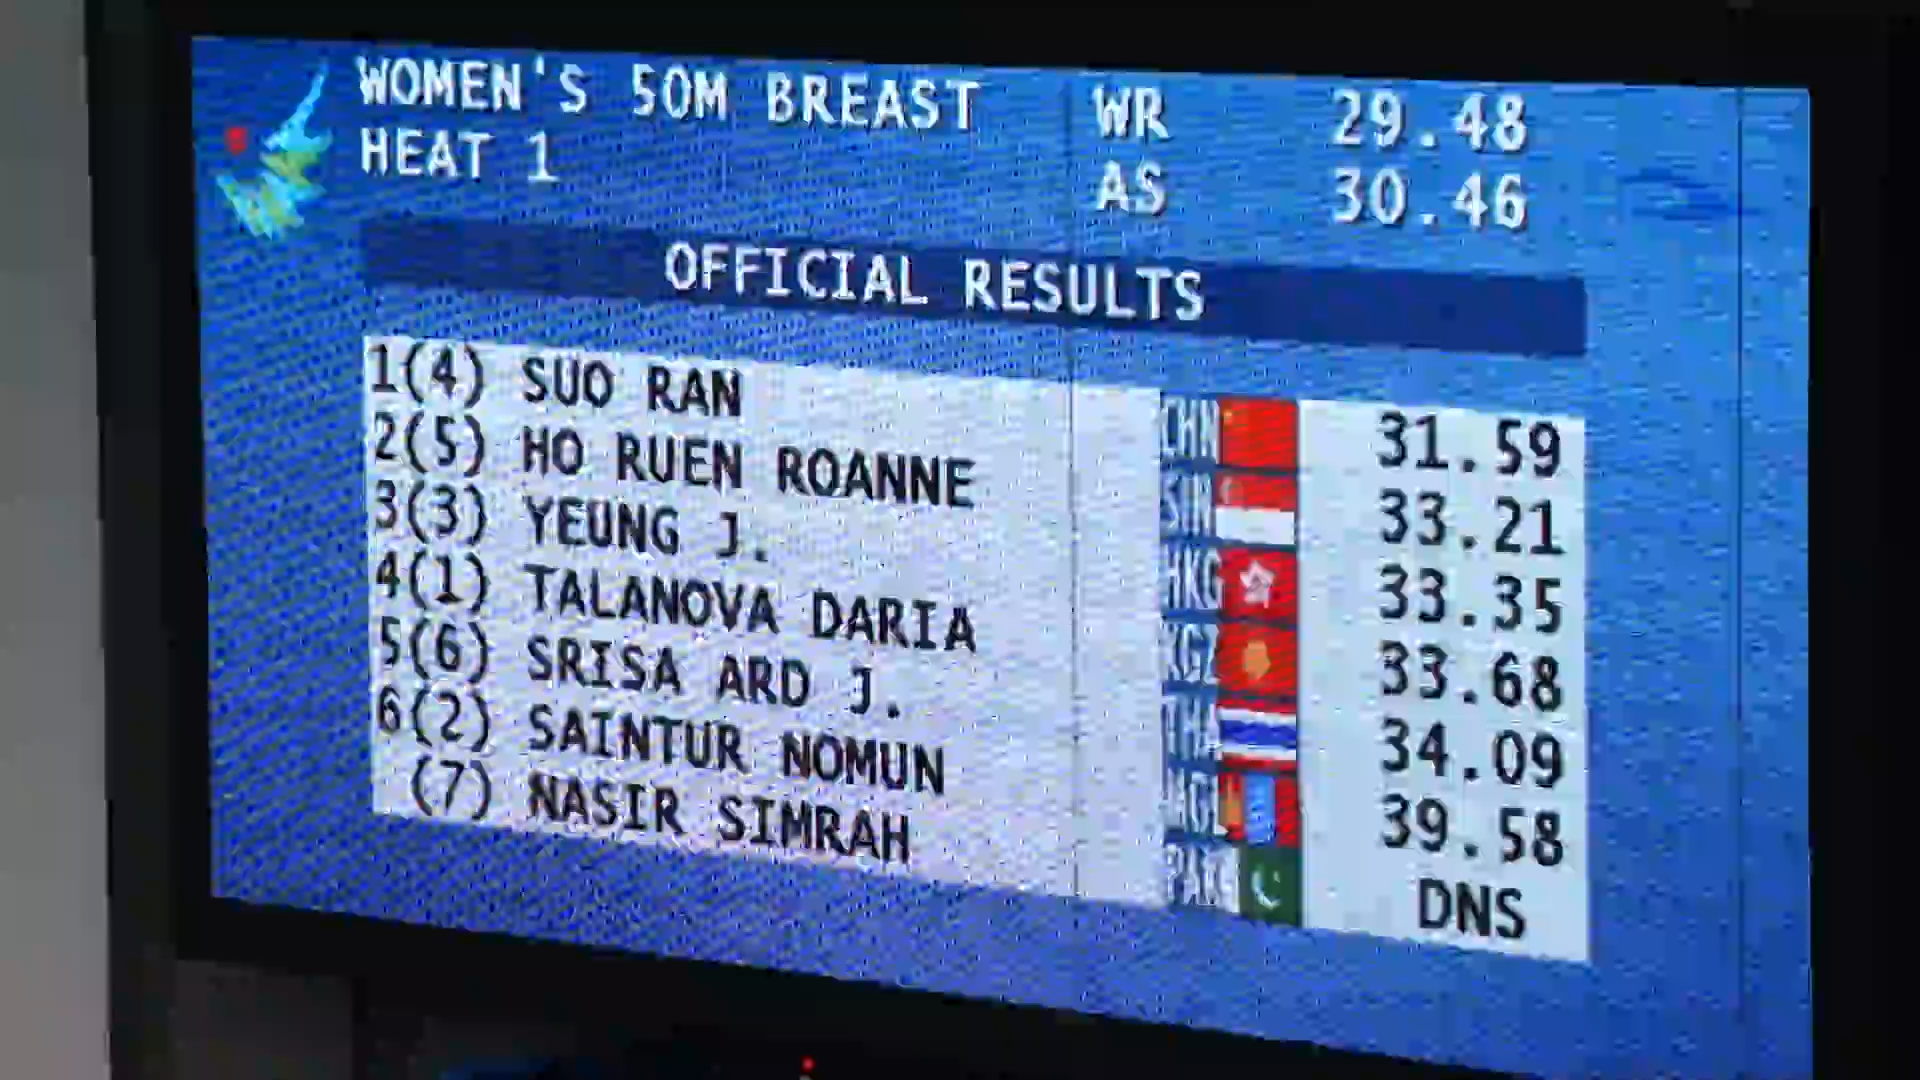 WOMEN'S 50M BREAST WR 29.48
HEAT 1 AS 30.46
OFFICIAL RESULTS
1(4) SUO RAN CHN 31.59
2(5) HO RUEN ROANNE SIN 33.21
3(3) YEUNG J. HKG 33.35
4(1) TALANOVA DARIA KGZ 33.68
5(6) SRISA ARD J. THA 34.09
6(2) SAINTUR NOMUN MGL 39.58
(7) NASIR SIMRAH PAK DNS